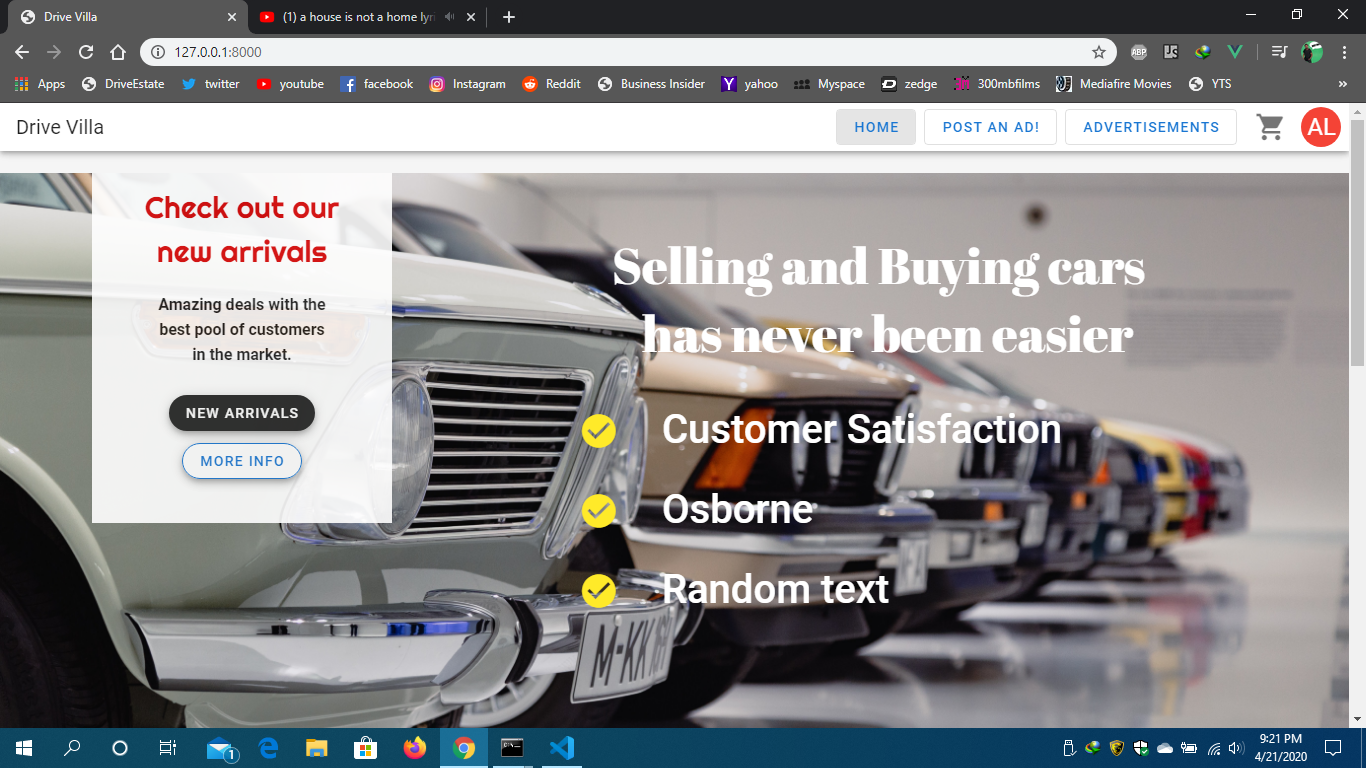 Drive Villa
(1) a house is not a home lyri
127.0.0.1:8000
ABP
Apps
DriveEstate
twitter
youtube
facebook
Instagram
Reddit
Business Insider
yahoo
Myspace
zedge
300mbfilms
Mediafire Movies
YTS
»
Drive Villa
HOME
POST AN AD!
ADVERTISEMENTS
AL
Check out our
new arrivals
Amazing deals with the
best pool of customers
in the market.
NEW ARRIVALS
MORE INFO
Selling and Buying cars
has never been easier
Customer Satisfaction
Osborne
Random text
M-KK
1
9:21 PM
4/21/2020